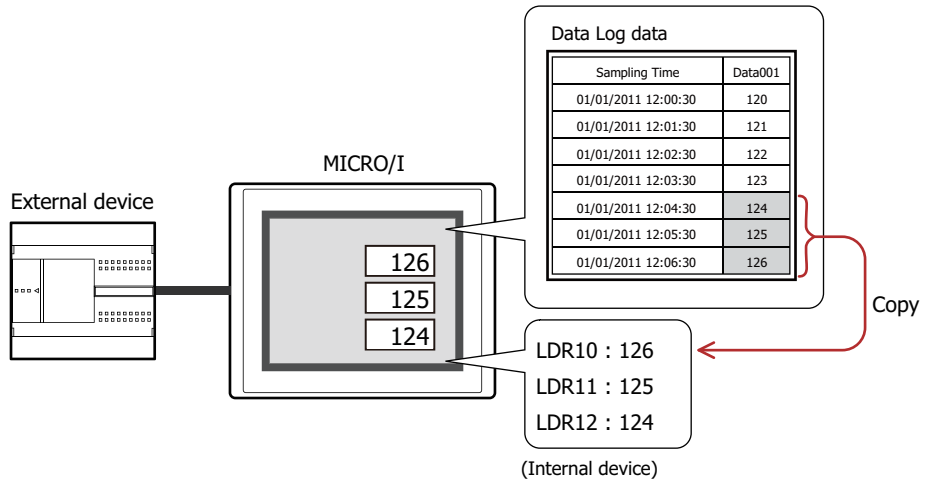 Data Log data
Sampling Time Data001
01/01/2011 12:00:30 120
01/01/2011 12:01:30 121
01/01/2011 12:02:30 122
01/01/2011 12:03:30 123
01/01/2011 12:04:30 124
01/01/2011 12:05:30 125
01/01/2011 12:06:30 126
MICRO/I
External device
126
125
124
Copy
LDR10 : 126
LDR11 : 125
LDR12 : 124
(Internal device)